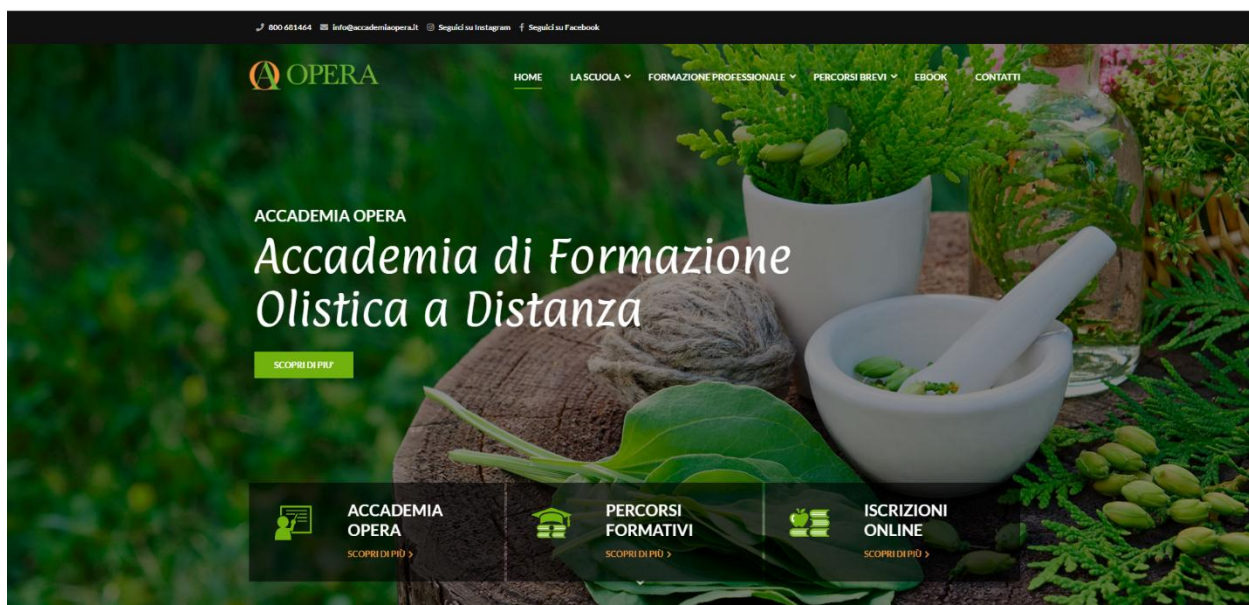 800 681464 info@accademiaopera.it Seguici su Instagram Seguici su Facebook
OPERA
HOME LA SCUOLA FORMAZIONE PROFESSIONALE PERCORSI BREVI EBOOK CONTATTI
ACCADEMIA OPERA
Accademia di Formazione
Olistica a Distanza
SCOPRI DI PIU'
ACCADEMIA
OPERA
SCOPRI DI PIÙ >
PERCORSI
FORMATIVI
SCOPRI DI PIÙ >
ISCRIZIONI
ONLINE
SCOPRI DI PIÙ >